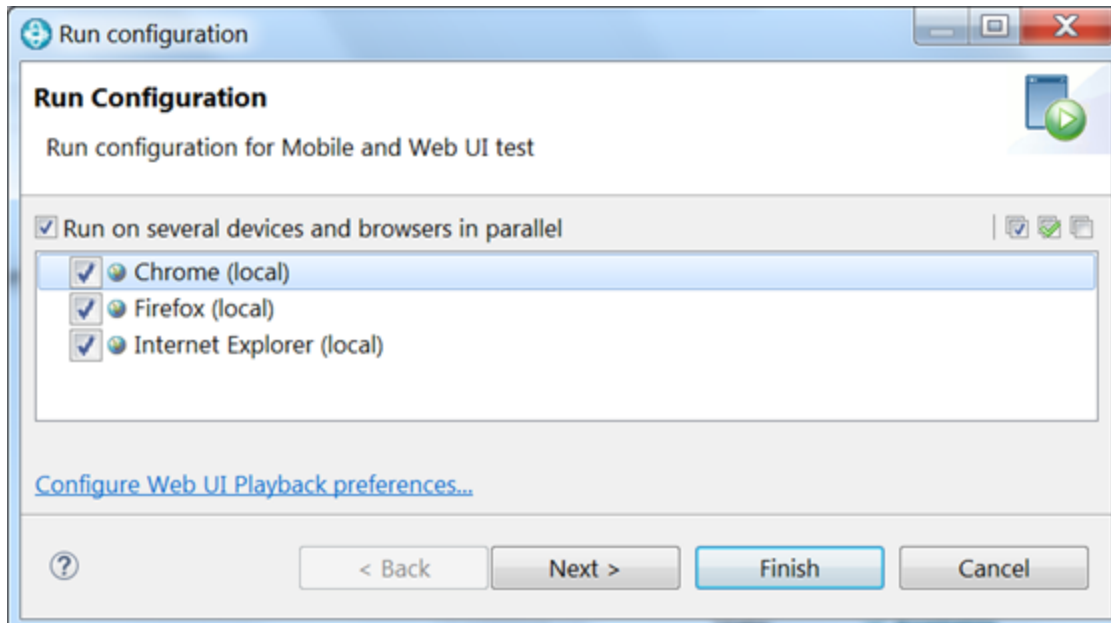 Run configuration
Run Configuration
Run configuration for Mobile and Web UI test
Run on several devices and browsers in parallel
Chrome (local)
Firefox (local)
Internet Explorer (local)
Configure Web UI Playback preferences...
< Back Next > Finish Cancel